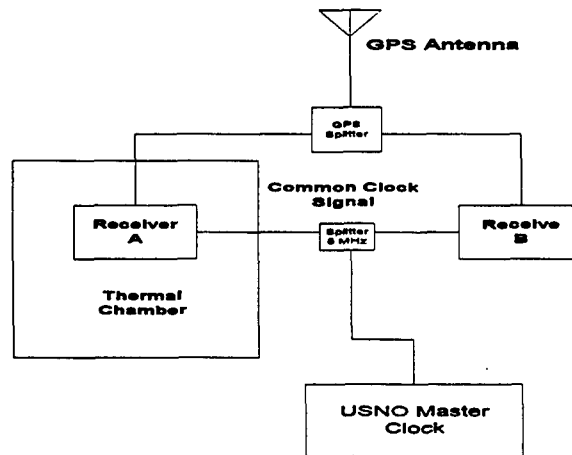 GPS Antenna
GPS
Splitter
Common Clock
Signal
Receiver
A
Splitter
5 MHz
Receive
B
Thermal
Chamber
USNO Master
Clock